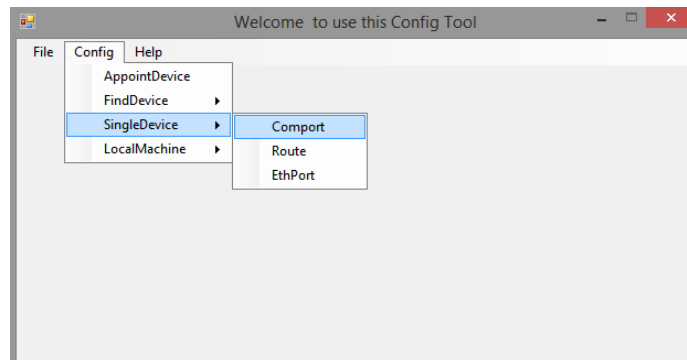 Welcome  to use this Config Tool
File Config Help
AppointDevice
FindDevice
SingleDevice
LocalMachine
Comport
Route
EthPort